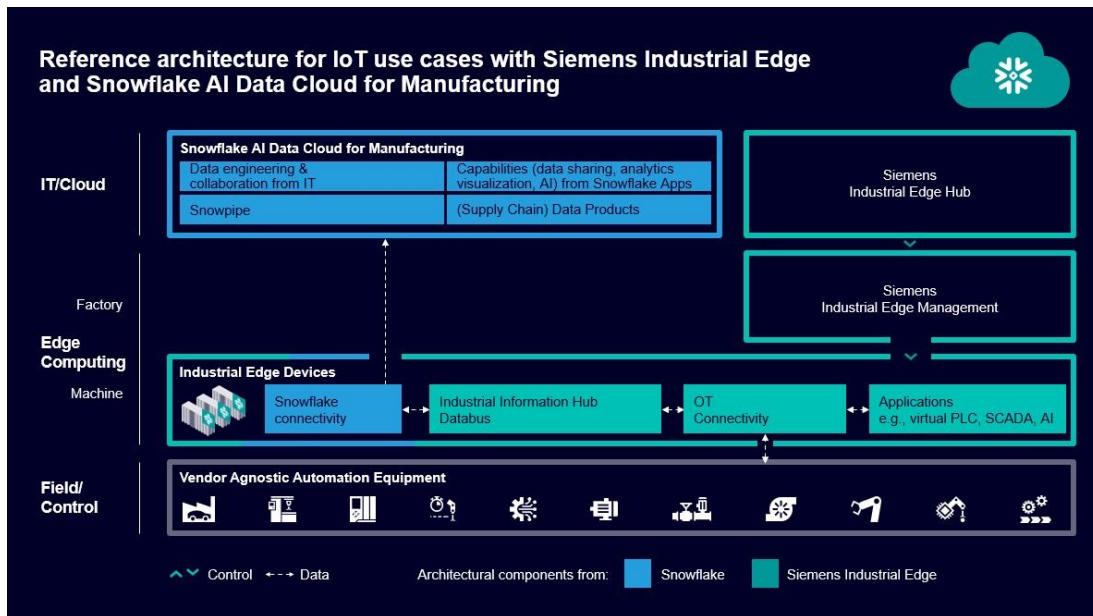 Reference architecture for IoT use cases with Siemens Industrial Edge
and Snowflake AI Data Cloud for Manufacturing
IT/Cloud
Snowflake AI Data Cloud for Manufacturing
Data engineering &
collaboration from IT
Capabilities (data sharing, analytics
visualization, AI) from Snowflake Apps
Snowpipe
(Supply Chain) Data Products
Siemens
Industrial Edge Hub
Factory
Siemens
Industrial Edge Management
Edge
Computing
Machine
Industrial Edge Devices
Snowflake
connectivity
Industrial Information Hub
Databus
OT
Connectivity
Applications
e.g., virtual PLC, SCADA, AI
Field/
Control
Vendor Agnostic Automation Equipment
Control
Data
Architectural components from:
Snowflake
Siemens Industrial Edge